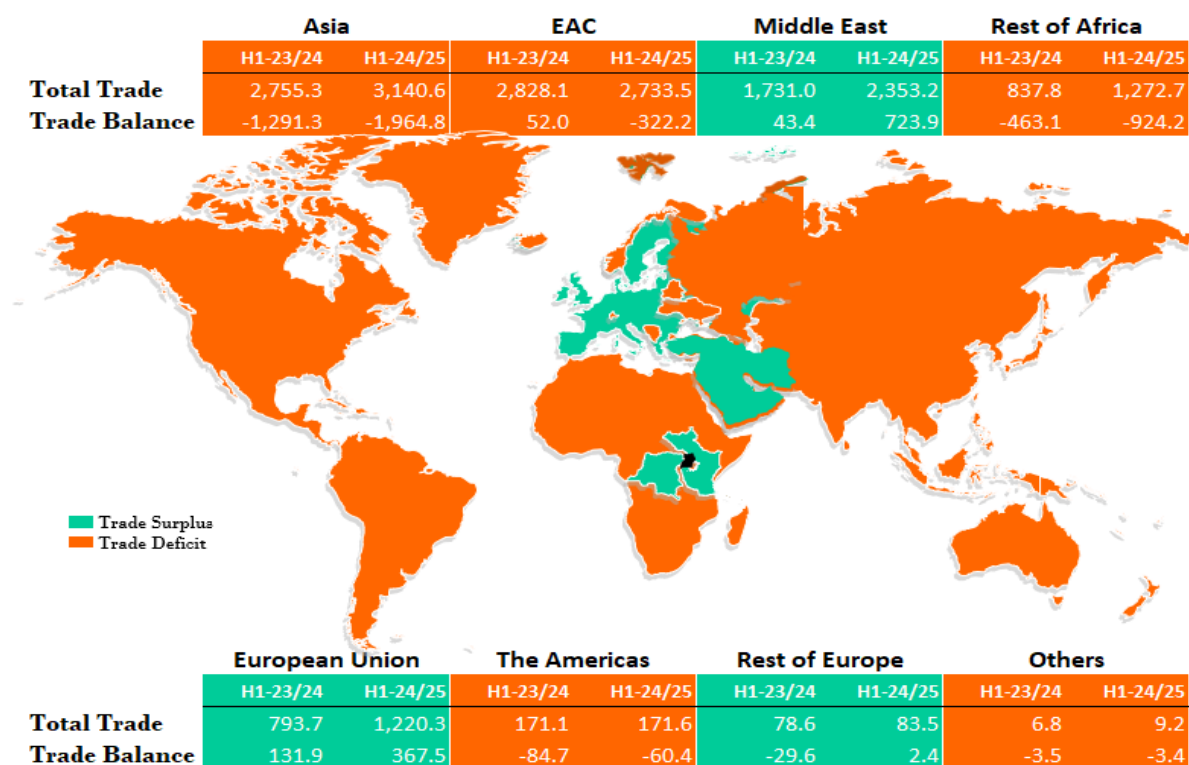 Asia EAC Middle East Rest of Africa
H1-23/24 H1-24/25 H1-23/24 H1-24/25 H1-23/24 H1-24/25 H1-23/24 H1-24/25
Total Trade 2,755.3 3,140.6 2,828.1 2,733.5 1,731.0 2,353.2 837.8 1,272.7
Trade Balance -1,291.3 -1,964.8 52.0 -322.2 43.4 723.9 -463.1 -924.2
Trade Surplus
Trade Deficit
European Union The Americas Rest of Europe Others
H1-23/24 H1-24/25 H1-23/24 H1-24/25 H1-23/24 H1-24/25 H1-23/24 H1-24/25
Total Trade 793.7 1,220.3 171.1 171.6 78.6 83.5 6.8 9.2
Trade Balance 131.9 367.5 -84.7 -60.4 -29.6 2.4 -3.5 -3.4